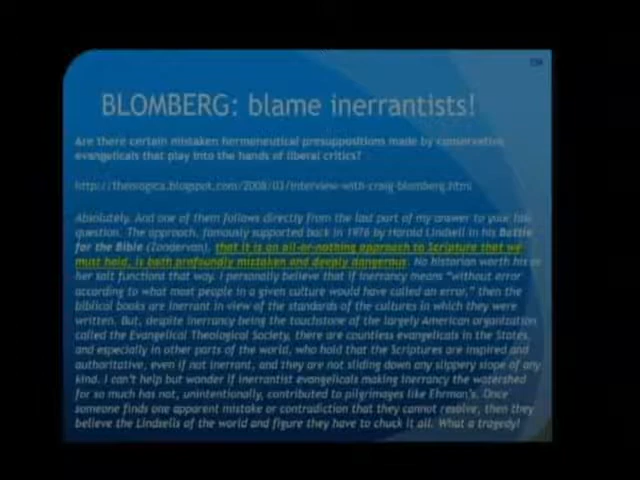 BLOMBERG: blame inerrantists!
Are there certain mistaken hermeneutical presuppositions made by conservative
evangelicals that play into the hands of liberal critics?
http://theologica.blogspot.com/2008/03/interview-with-craig-blomberg.html
Absolutely. And one of them follows directly from the last part of my answer to your last
question. The approach, famously supported back in 1976 by Harold Lindsell in his Battle
for the Bible (Zondervan), that it is an all-or-nothing approach to Scripture that we
must hold, is both profoundly mistaken and deeply dangerous. No historian worth his or
her salt functions that way. I personally believe that if inerrancy means "without error
according to what most people in a given culture would have called an error," then the
biblical books are inerrant in view of the standards of the cultures in which they were
written. But, despite inerrancy being the touchstone of the largely American organization
called the Evangelical Theological Society, there are countless evangelicals in the States,
and especially in other parts of the world, who hold that the Scriptures are inspired and
authoritative, even if not inerrant, and they are not sliding down any slippery slope of any
kind. I can't help but wonder if inerrantist evangelicals making inerrancy the watershed
for so much has not, unintentionally, contributed to pilgrimages like Ehrman's. Once
someone finds one apparent mistake or contradiction that they cannot resolve, then they
believe the Lindsells of the world and figure they have to chuck it all. What a tragedy!